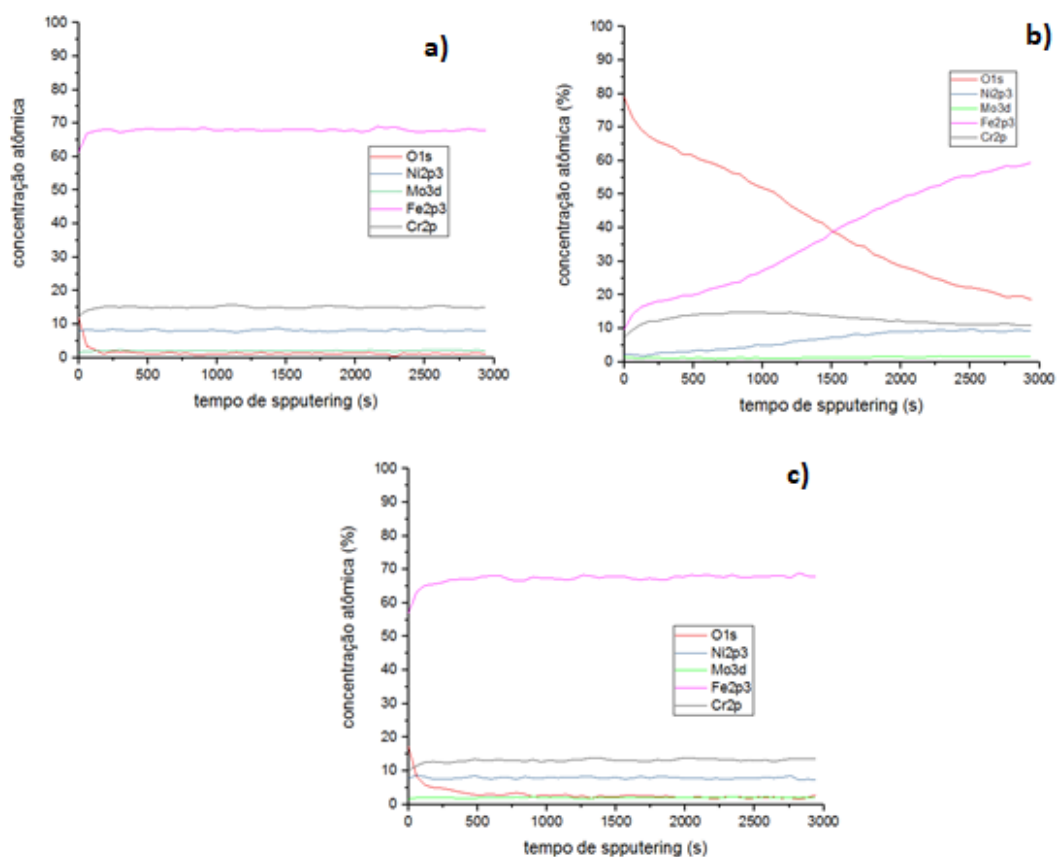 a)
100
90
80
70
60
50
40
30
20
10
0
concentração atômica
O1s
Ni2p3
Mo3d
Fe2p3
Cr2p
0 500 1000 1500 2000 2500 3000
tempo de spputering (s)
b)
100
90
80
70
60
50
40
30
20
10
0
concentração atômica (%)
O1s
Ni2p3
Mo3d
Fe2p3
Cr2p
0 500 1000 1500 2000 2500 3000
tempo de spputering (s)
c)
100
90
80
70
60
50
40
30
20
10
0
concentração atômica (%)
O1s
Ni2p3
Mo3d
Fe2p3
Cr2p
0 500 1000 1500 2000 2500 3000
tempo de spputering (s)